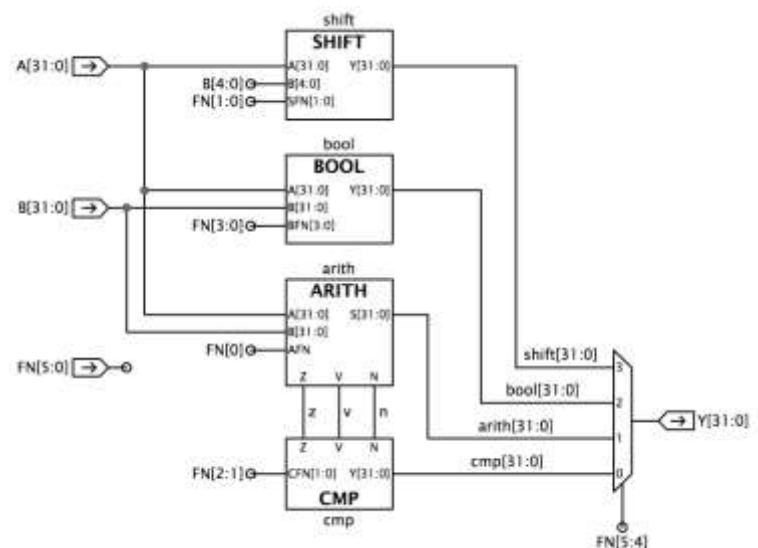 shift
SHIFT
A[31:0]
A[31:0] Y[31:0]
B[4:0]
B[4:0]
FN[1:0]
SFN[1:0]
bool
BOOL
A[31:0] Y[31:0]
B[31:0]
B[31:0]
FN[3:0]
BFN[3:0]
arith
ARITH
A[31:0] S[31:0]
B[31:0]
FN[0]
AFN
FN[5:0]
Z V N
z v n
Z V N
FN[2:1]
CFN[1:0] Y[31:0]
CMP
cmp
shift[31:0]
3
bool[31:0]
2
arith[31:0]
1
cmp[31:0]
0
Y[31:0]
FN[5:4]